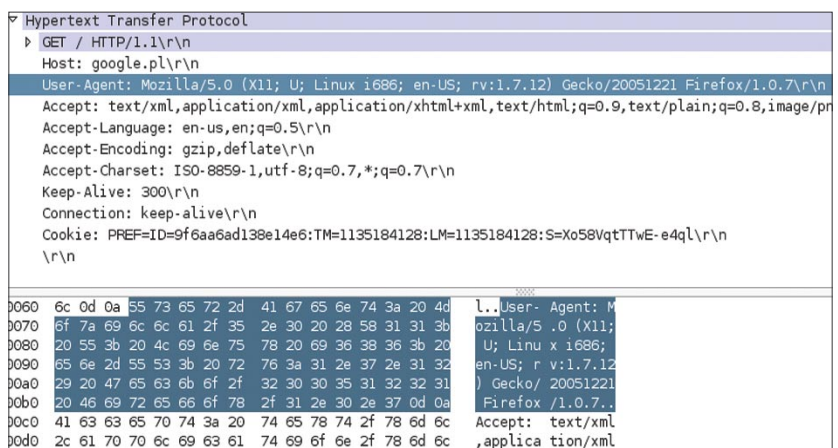 Hypertext Transfer Protocol
GET / HTTP/1.1\r\n
Host: google.pl\r\n
User-Agent: Mozilla/5.0 (X11; U; Linux i686; en-US; rv:1.7.12) Gecko/20051221 Firefox/1.0.7\r\n
Accept: text/xml,application/xml,application/xhtml+xml,text/html;q=0.9,text/plain;q=0.8,image/pn
Accept-Language: en-us,en;q=0.5\r\n
Accept-Encoding: gzip,deflate\r\n
Accept-Charset: ISO-8859-1,utf-8;q=0.7,*;q=0.7\r\n
Keep-Alive: 300\r\n
Connection: keep-alive\r\n
Cookie: PREF=ID=9f6aa6ad138e14e6:TM=1135184128:LM=1135184128:S=Xo58VqtTTwE-e4ql\r\n
\r\n
0060 6c 0d 0a 55 73 65 72 2d 41 67 65 6e 74 3a 20 4d l..User- Agent: M
0070 6f 7a 69 6c 6c 61 2f 35 2e 30 20 28 58 31 31 3b ozilla/5 .0 (X11;
0080 20 55 3b 20 4c 69 6e 75 78 20 69 36 38 36 3b 20 U; Linu x i686;
0090 65 6e 2d 55 53 3b 20 72 76 3a 31 2e 37 2e 31 32 en-US; r v:1.7.12
00a0 29 20 47 65 63 6b 6f 2f 32 30 30 35 31 32 32 31 ) Gecko/ 20051221
00b0 20 46 69 72 65 66 6f 78 2f 31 2e 30 2e 37 0d 0a Firefox /1.0.7..
00c0 41 63 63 65 70 74 3a 20 74 65 78 74 2f 78 6d 6c Accept: text/xml
00d0 2c 61 70 70 6c 69 63 61 74 69 6f 6e 2f 78 6d 6c ,applica tion/xml